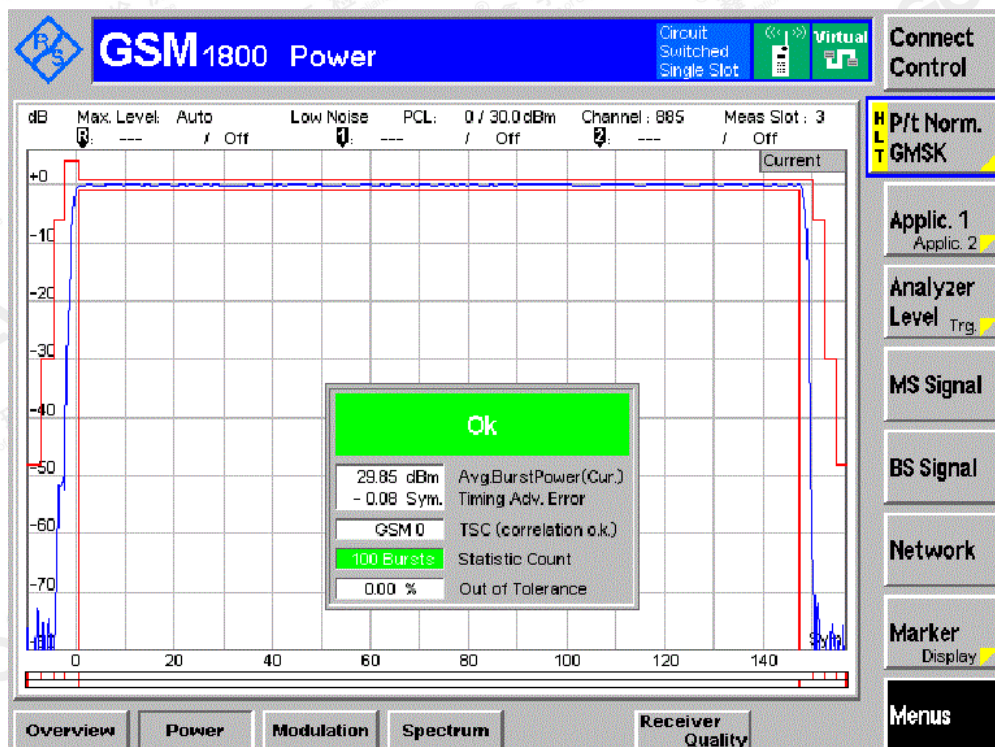 R S
GSM 1800 Power
Circuit
Switched
Single Slot
Virtual
Connect
Control
dB Max. Level: Auto Low Noise PCL: 0 / 30.0 dBm Channel : 885 Meas Slot : 3
R: --- / Off 1: --- / Off 2: --- / Off
H
L
T
P/t Norm.
GMSK
Current
+0
-10
-20
-30
-40
-50
-60
-70
Applic. 1
Applic. 2
Analyzer
Level Trg.
MS Signal
BS Signal
Network
Marker
Display
Menus
Ok
29.85 dBm Avg.BurstPower(Cur.)
- 0.08 Sym. Timing Adv. Error
GSM 0 TSC (correlation o.k.)
100 Bursts Statistic Count
0.00 % Out of Tolerance
0 20 40 60 80 100 120 140
Overview Power Modulation Spectrum Receiver
Quality